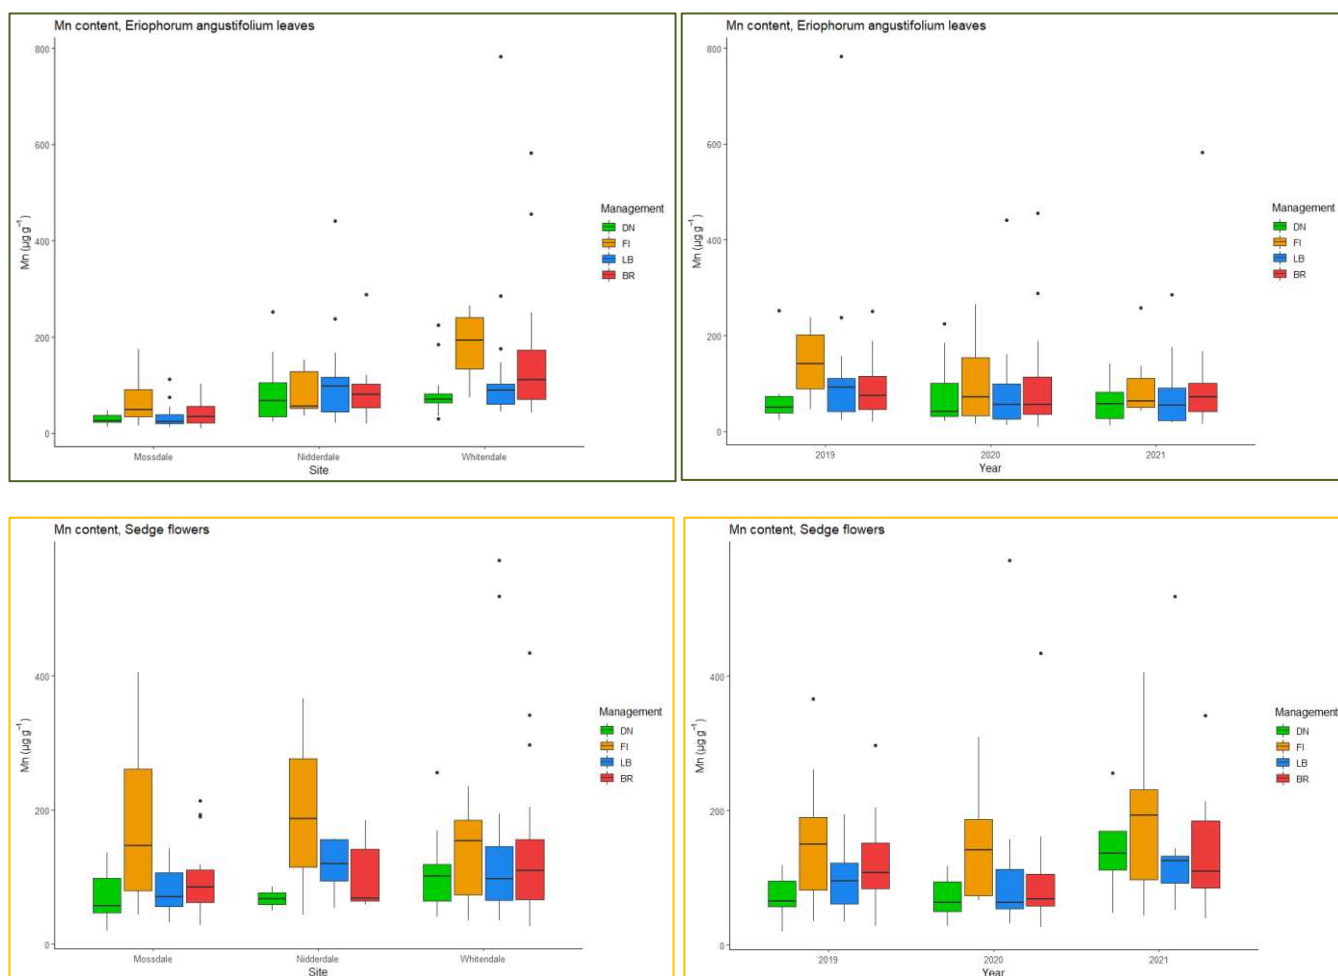 Mn content, Eriophorum angustifolium leaves
800
600
400
200
0
Mn (µg g⁻¹)
Mossdale
Nidderdale
Whitendale
Site
Management
DN
FI
LB
BR
Mn content, Eriophorum angustifolium leaves
800
600
400
200
0
Mn (µg g⁻¹)
2019
2020
2021
Year
Management
DN
FI
LB
BR
Mn content, Sedge flowers
400
200
0
Mn (µg g⁻¹)
Mossdale
Nidderdale
Whitendale
Site
Management
DN
FI
LB
BR
Mn content, Sedge flowers
400
200
0
Mn (µg g⁻¹)
2019
2020
2021
Year
Management
DN
FI
LB
BR